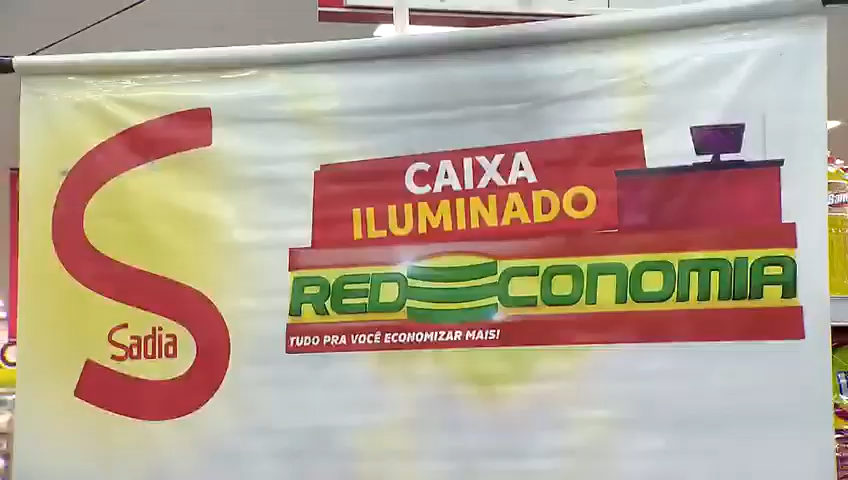 CAIXA
ILUMINADO
REDECONOMIA
TUDO PRA VOCÊ ECONOMIZAR MAIS!
Sadia